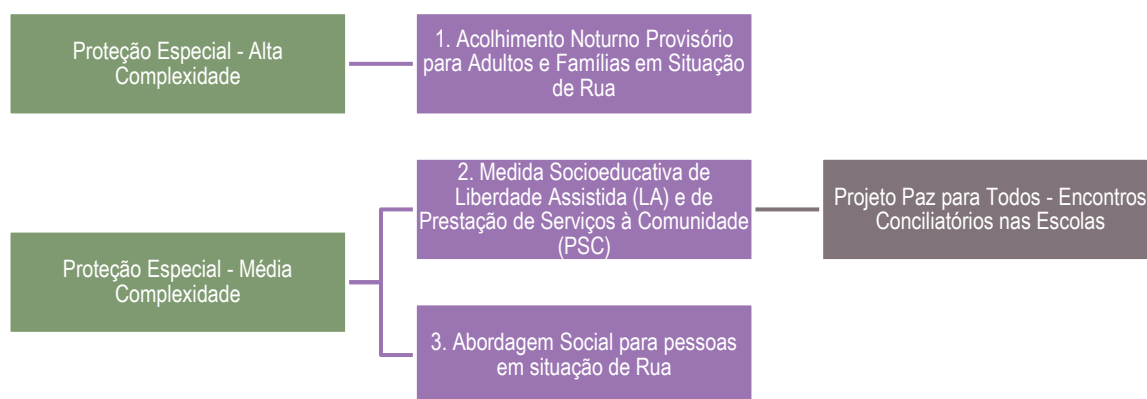 Proteção Especial - Alta
Complexidade
1. Acolhimento Noturno Provisório
para Adultos e Famílias em Situação
de Rua
Proteção Especial - Média
Complexidade
2. Medida Socioeducativa de
Liberdade Assistida (LA) e de
Prestação de Serviços à Comunidade
(PSC)
Projeto Paz para Todos - Encontros
Conciliatórios nas Escolas
3. Abordagem Social para pessoas
em situação de Rua